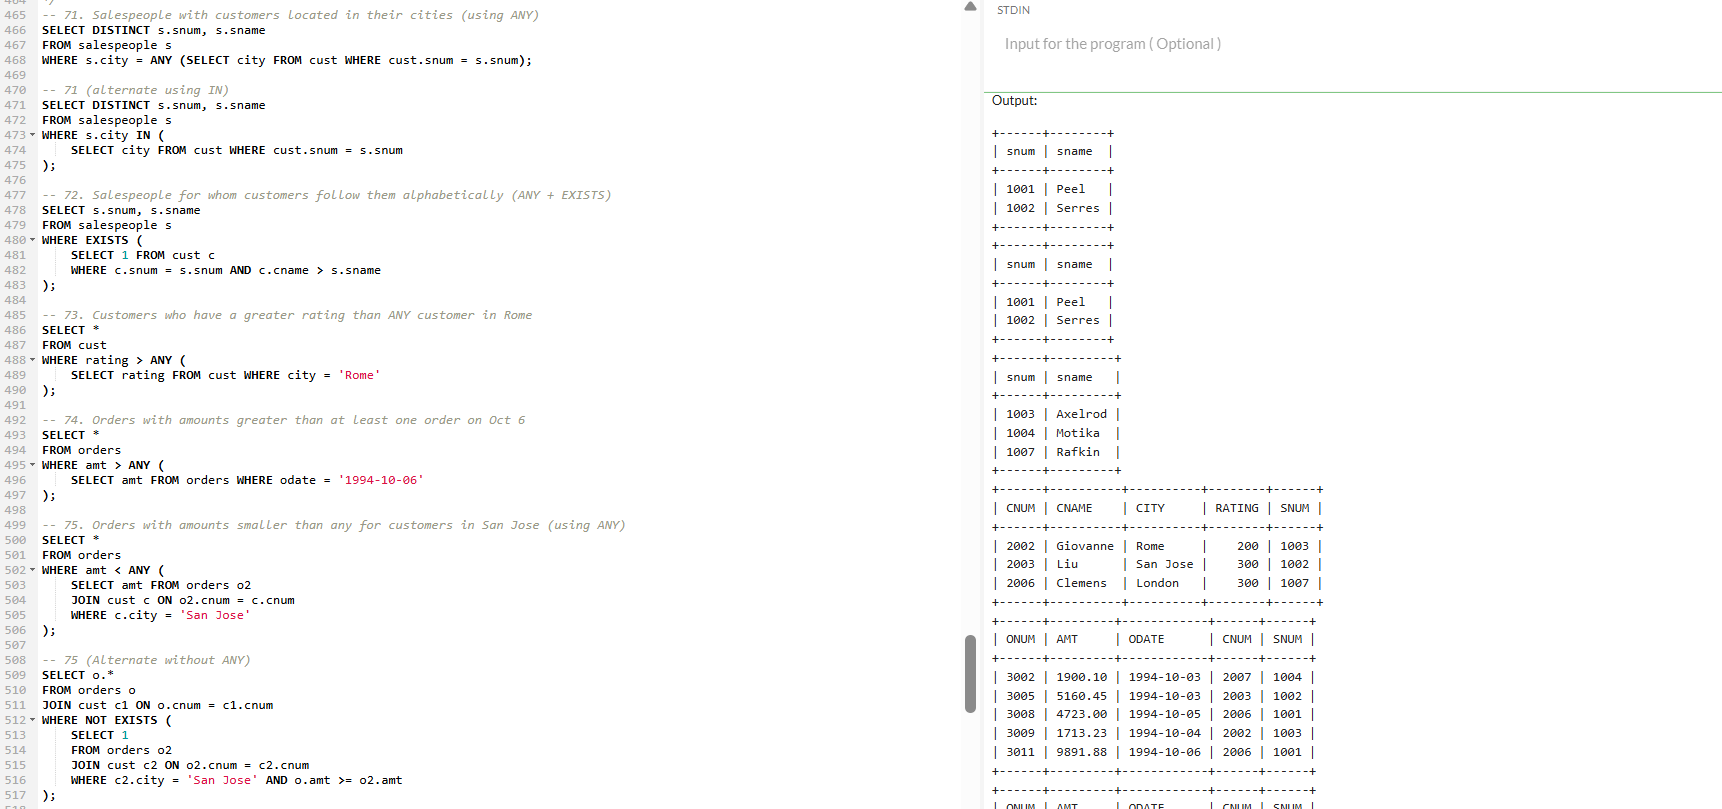 464 */
465 -- 71. Salespeople with customers located in their cities (using ANY)
466 SELECT DISTINCT s.snum, s.sname
467 FROM salespeople s
468 WHERE s.city = ANY (SELECT city FROM cust WHERE cust.snum = s.snum);
469
470 -- 71 (alternate using IN)
471 SELECT DISTINCT s.snum, s.sname
472 FROM salespeople s
473 WHERE s.city IN (
474 SELECT city FROM cust WHERE cust.snum = s.snum
475 );
476
477 -- 72. Salespeople for whom customers follow them alphabetically (ANY + EXISTS)
478 SELECT s.snum, s.sname
479 FROM salespeople s
480 WHERE EXISTS (
481 SELECT 1 FROM cust c
482 WHERE c.snum = s.snum AND c.cname > s.sname
483 );
484
485 -- 73. Customers who have a greater rating than ANY customer in Rome
486 SELECT *
487 FROM cust
488 WHERE rating > ANY (
489 SELECT rating FROM cust WHERE city = 'Rome'
490 );
491
492 -- 74. Orders with amounts greater than at least one order on Oct 6
493 SELECT *
494 FROM orders
495 WHERE amt > ANY (
496 SELECT amt FROM orders WHERE odate = '1994-10-06'
497 );
498
499 -- 75. Orders with amounts smaller than any for customers in San Jose (using ANY)
500 SELECT *
501 FROM orders
502 WHERE amt < ANY (
503 SELECT amt FROM orders o2
504 JOIN cust c ON o2.cnum = c.cnum
505 WHERE c.city = 'San Jose'
506 );
507
508 -- 75 (Alternate without ANY)
509 SELECT o.*
510 FROM orders o
511 JOIN cust c1 ON o.cnum = c1.cnum
512 WHERE NOT EXISTS (
513 SELECT 1
514 FROM orders o2
515 JOIN cust c2 ON o2.cnum = c2.cnum
516 WHERE c2.city = 'San Jose' AND o.amt >= o2.amt
517 );
518
STDIN
Input for the program ( Optional )
Output:
+------+--------+
| snum | sname  |
+------+--------+
| 1001 | Peel   |
| 1002 | Serres |
+------+--------+
+------+--------+
| snum | sname  |
+------+--------+
| 1001 | Peel   |
| 1002 | Serres |
+------+--------+
+------+---------+
| snum | sname   |
+------+---------+
| 1003 | Axelrod |
| 1004 | Motika  |
| 1007 | Rafkin  |
+------+---------+
+------+----------+----------+--------+------+
| CNUM | CNAME    | CITY     | RATING | SNUM |
+------+----------+----------+--------+------+
| 2002 | Giovanne | Rome     |    200 | 1003 |
| 2003 | Liu      | San Jose |    300 | 1002 |
| 2006 | Clemens  | London   |    300 | 1007 |
+------+----------+----------+--------+------+
+------+---------+------------+------+------+
| ONUM | AMT     | ODATE      | CNUM | SNUM |
+------+---------+------------+------+------+
| 3002 | 1900.10 | 1994-10-03 | 2007 | 1004 |
| 3005 | 5160.45 | 1994-10-03 | 2003 | 1002 |
| 3008 | 4723.00 | 1994-10-05 | 2006 | 1001 |
| 3009 | 1713.23 | 1994-10-04 | 2002 | 1003 |
| 3011 | 9891.88 | 1994-10-06 | 2006 | 1001 |
+------+---------+------------+------+------+
+------+---------+------------+------+------+
| ONUM | AMT     | ODATE      | CNUM | SNUM |